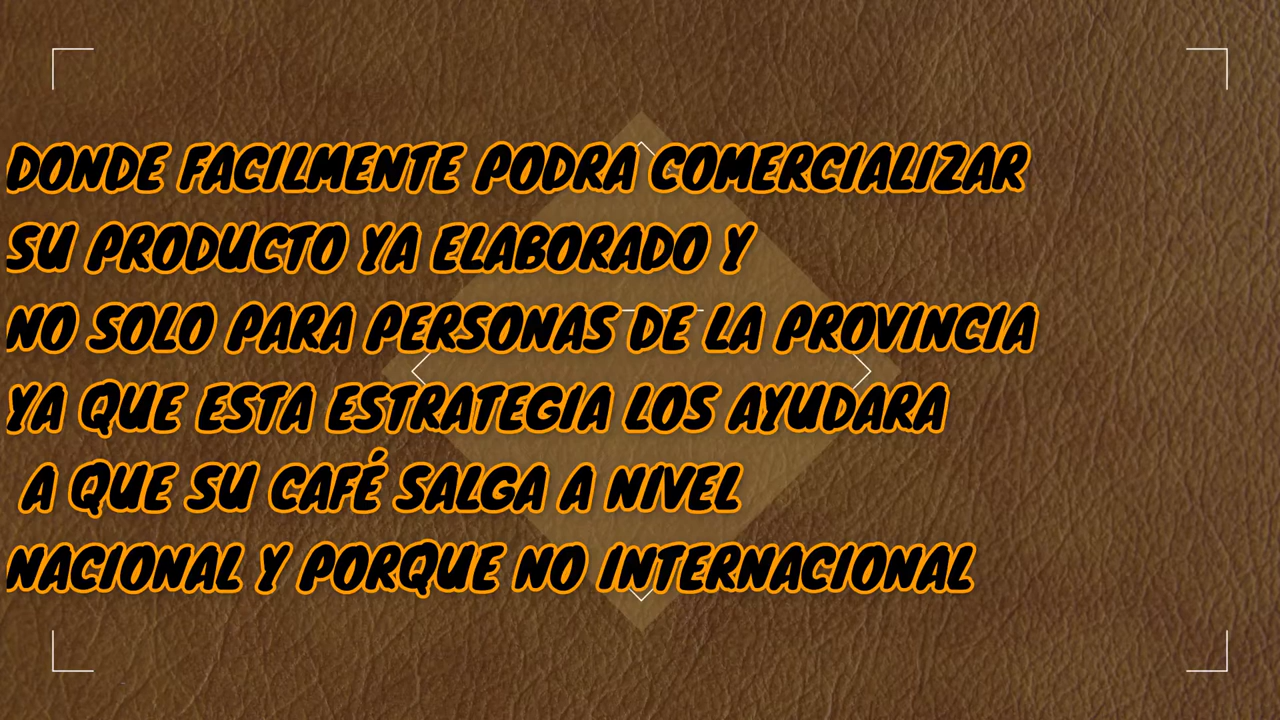 DONDE FACILMENTE PODRA COMERCIALIZAR
SU PRODUCTO YA ELABORADO Y
NO SOLO PARA PERSONAS DE LA PROVINCIA
YA QUE ESTA ESTRATEGIA LOS AYUDARA
A QUE SU CAFÉ SALGA A NIVEL
NACIONAL Y PORQUE NO INTERNACIONAL